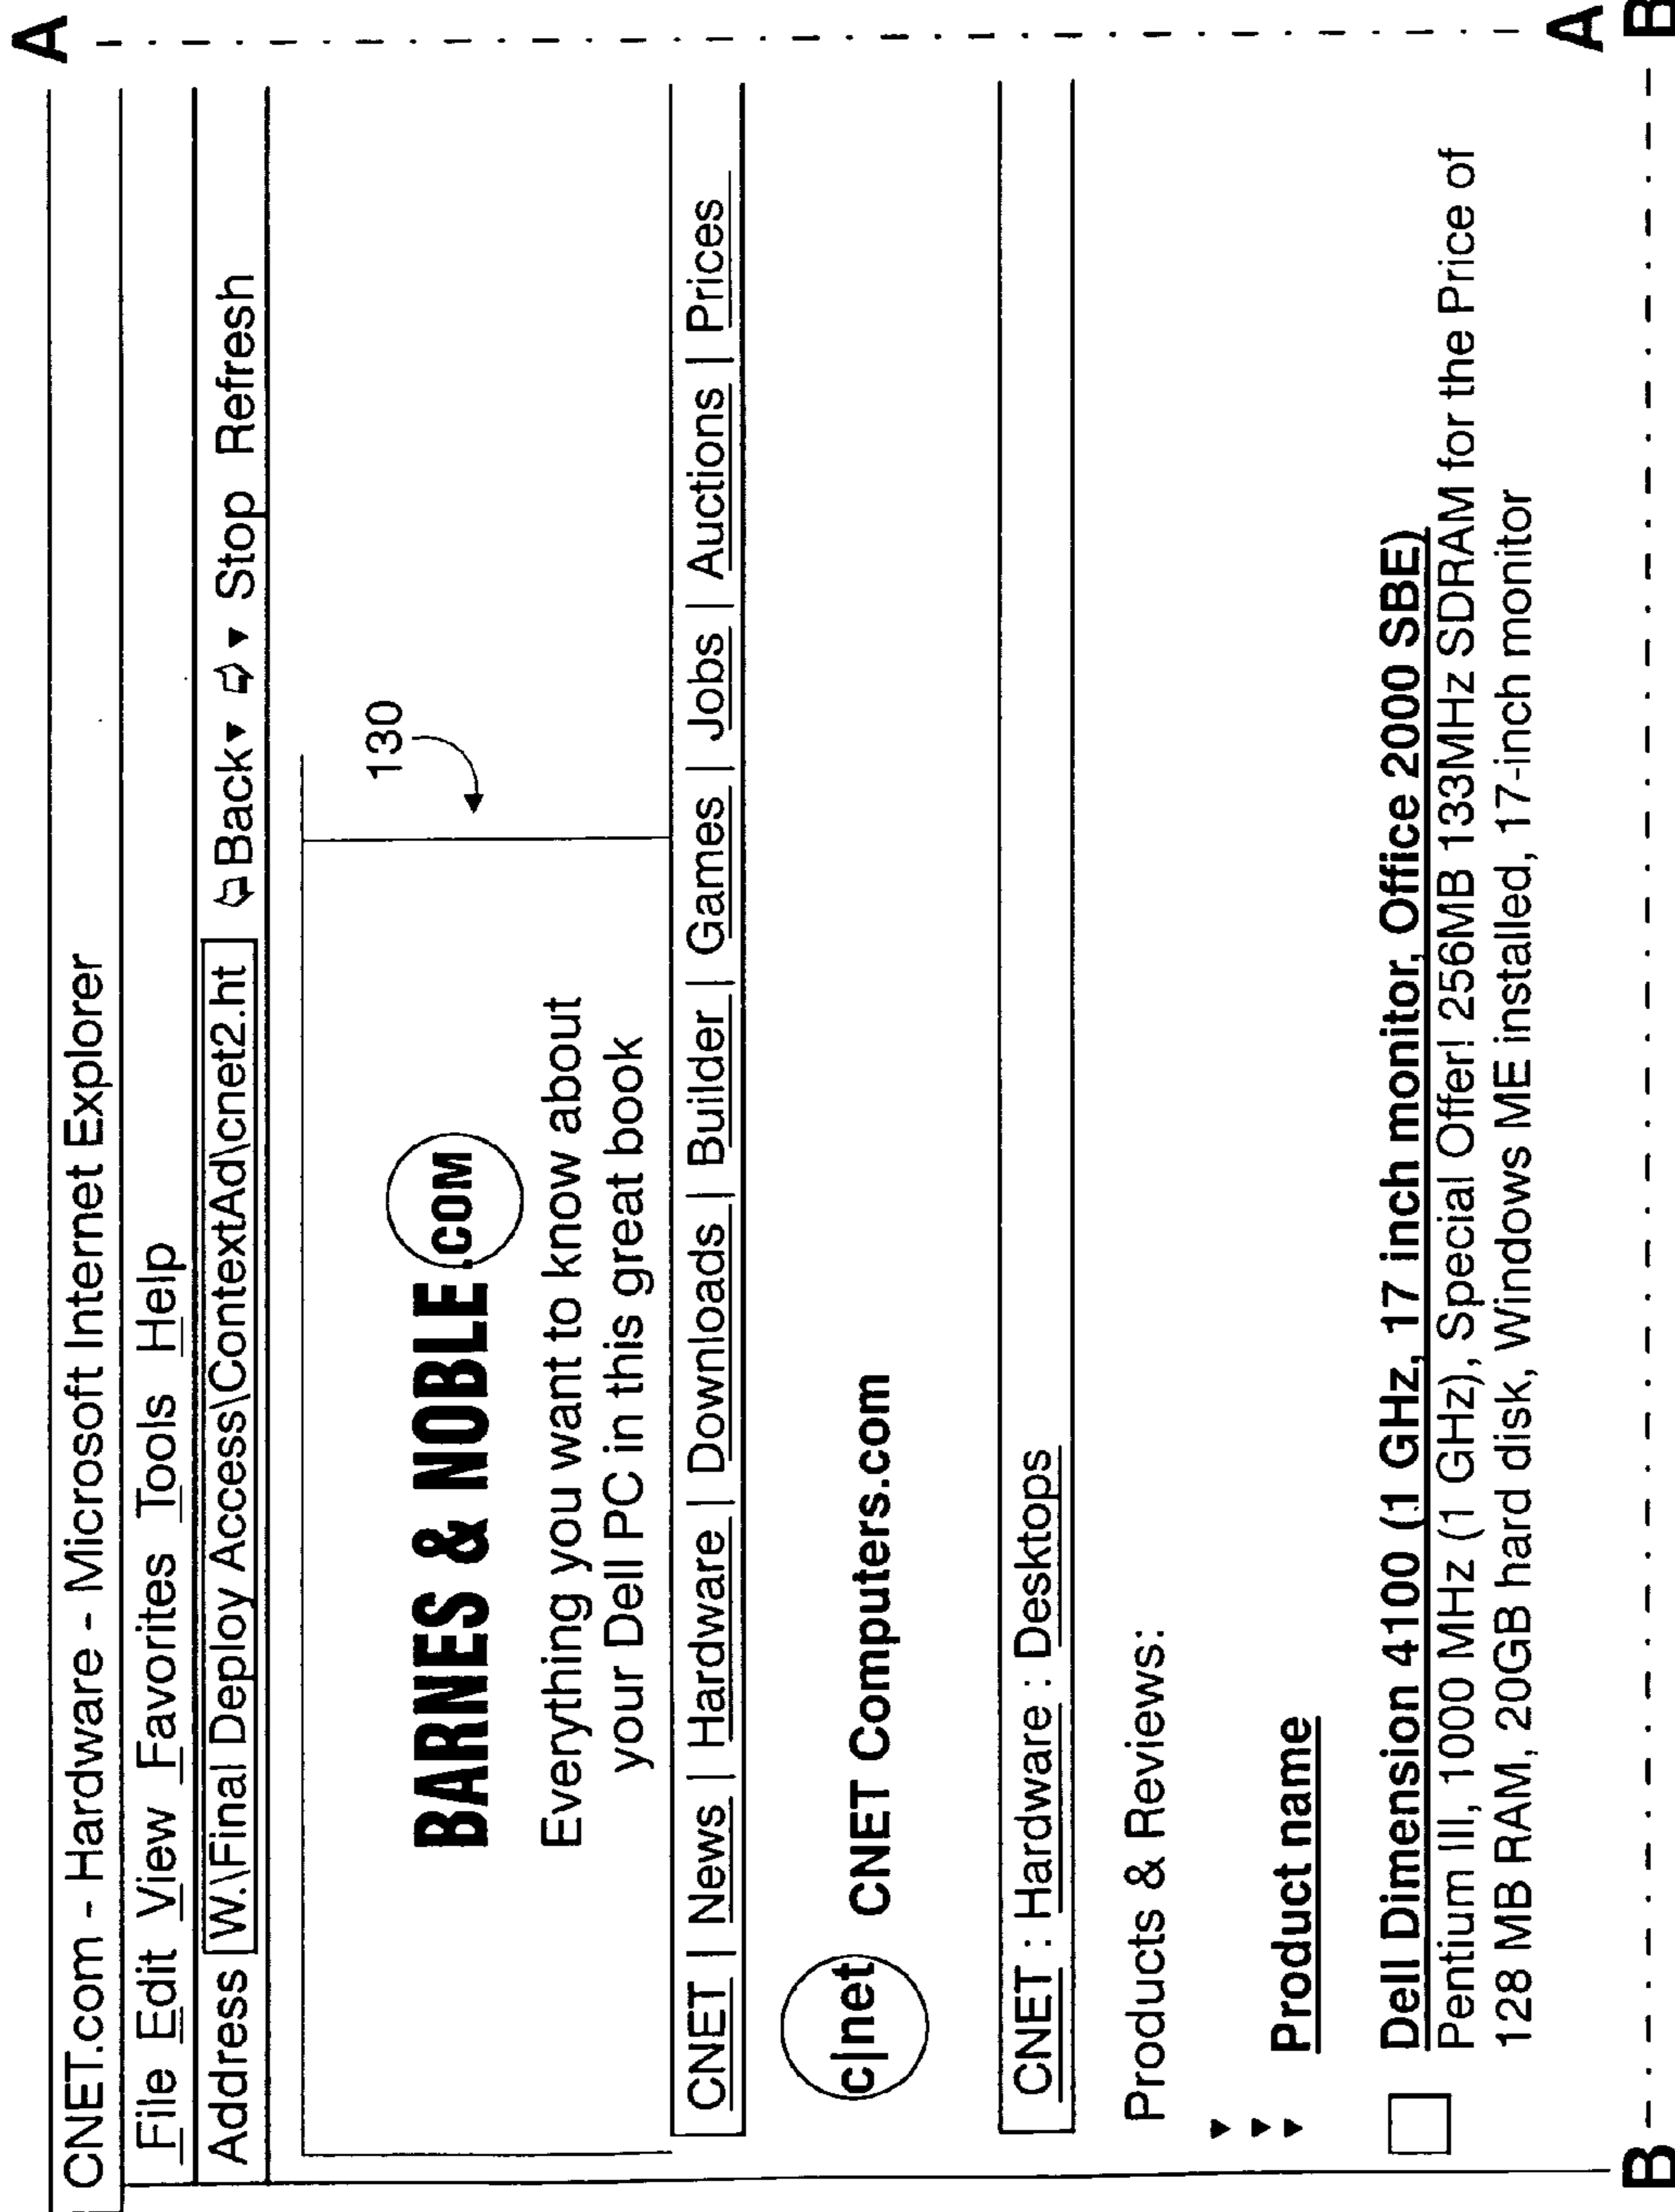 A
CNET.com - Hardware - Microsoft Internet Explorer
File Edit View Favorites Tools Help
Address W.\Final Deploy Access\ContextAd\cnet2.ht Back Stop Refresh
130
BARNES & NOBLE.COM
Everything you want to know about
your Dell PC in this great book
CNET | News | Hardware | Downloads | Builder | Games | Jobs | Auctions | Prices
c|net CNET Computers.com
CNET : Hardware : Desktops
Products & Reviews:
Product name
Dell Dimension 4100 (1 GHz, 17 inch monitor, Office 2000 SBE)
Pentium III, 1000 MHz (1 GHz), Special Offer! 256MB 133MHz SDRAM for the Price of
128 MB RAM, 20GB hard disk, Windows ME installed, 17-inch monitor
A
B B